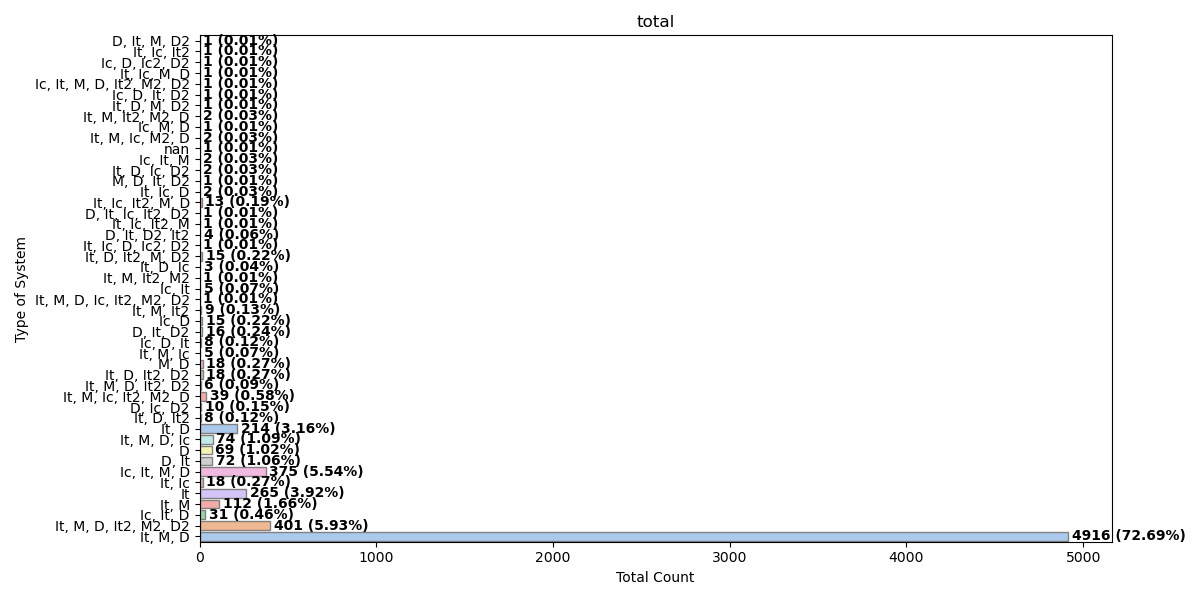 total
D, It, M, D2 1 (0.01%)
It, Ic, It2 1 (0.01%)
Ic, D, Ic2, D2 1 (0.01%)
It, Ic, M, D 1 (0.01%)
Ic, It, M, D, It2, M2, D2 1 (0.01%)
Ic, D, It, D2 1 (0.01%)
It, D, M, D2 1 (0.01%)
It, M, It2, M2, D 2 (0.03%)
Ic, M, D 1 (0.01%)
It, M, Ic, M2, D 2 (0.03%)
nan 1 (0.01%)
Ic, It, M 2 (0.03%)
It, D, Ic, D2 2 (0.03%)
M, D, It, D2 1 (0.01%)
It, Ic, D 2 (0.03%)
It, Ic, It2, M, D 13 (0.19%)
D, It, Ic, It2, D2 1 (0.01%)
It, Ic, It2, M 1 (0.01%)
D, It, D2, It2 4 (0.06%)
It, Ic, D, Ic2, D2 1 (0.01%)
It, D, It2, M, D2 15 (0.22%)
It, D, Ic 3 (0.04%)
It, M, It2, M2 1 (0.01%)
Ic, It 5 (0.07%)
It, M, D, Ic, It2, M2, D2 1 (0.01%)
It, M, It2 9 (0.13%)
Ic, D 15 (0.22%)
D, It, D2 16 (0.24%)
Ic, D, It 8 (0.12%)
It, M, Ic 5 (0.07%)
M, D 18 (0.27%)
It, D, It2, D2 18 (0.27%)
It, M, D, It2, D2 6 (0.09%)
It, M, Ic, It2, M2, D 39 (0.58%)
D, Ic, D2 10 (0.15%)
It, D, It2 8 (0.12%)
It, D 214 (3.16%)
It, M, D, Ic 74 (1.09%)
D 69 (1.02%)
D, It 72 (1.06%)
Ic, It, M, D 375 (5.54%)
It, Ic 18 (0.27%)
It 265 (3.92%)
It, M 112 (1.66%)
Ic, It, D 31 (0.46%)
It, M, D, It2, M2, D2 401 (5.93%)
It, M, D 4916 (72.69%)
Type of System
0 1000 2000 3000 4000 5000
Total Count